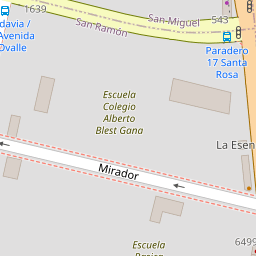 1639
San Miguel
543
San Ramón
davia /
Avenida
Ovalle
Paradero
17 Santa
Rosa
Escuela
Colegio
Alberto
Blest Gana
La Esen
Mirador
Escuela
6499